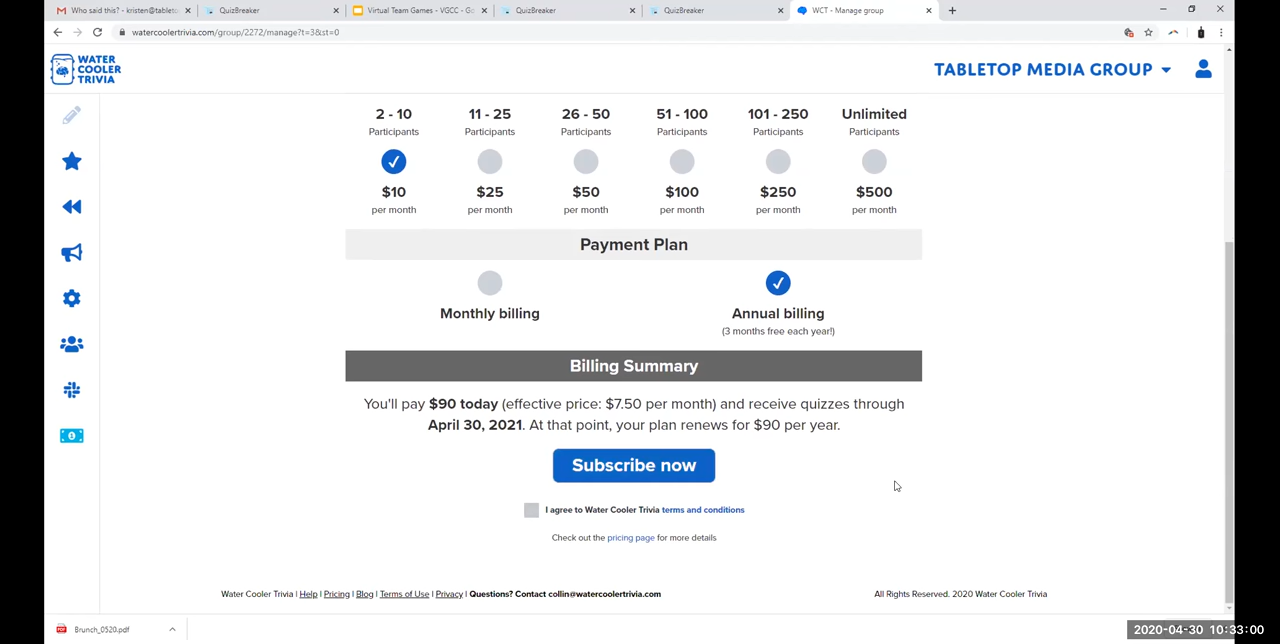 Who said this? - kristen@tableto
QuizBreaker
Virtual Team Games - VGCC - Go
QuizBreaker
QuizBreaker
WCT - Manage group
watercoolertrivia.com/group/2272/manage?t=3&st=0
WATER
COOLER
TRIVIA
TABLETOP MEDIA GROUP
2 - 10 11 - 25 26 - 50 51 - 100 101 - 250 Unlimited
Participants Participants Participants Participants Participants Participants
$10 $25 $50 $100 $250 $500
per month per month per month per month per month per month
Payment Plan
Monthly billing Annual billing
(3 months free each year!)
Billing Summary
You'll pay $90 today (effective price: $7.50 per month) and receive quizzes through
April 30, 2021. At that point, your plan renews for $90 per year.
Subscribe now
I agree to Water Cooler Trivia terms and conditions
Check out the pricing page for more details
Water Cooler Trivia | Help | Pricing | Blog | Terms of Use | Privacy | Questions? Contact collin@watercoolertrivia.com
All Rights Reserved. 2020 Water Cooler Trivia
Brunch_0520.pdf
2020-04-30 10:33:00